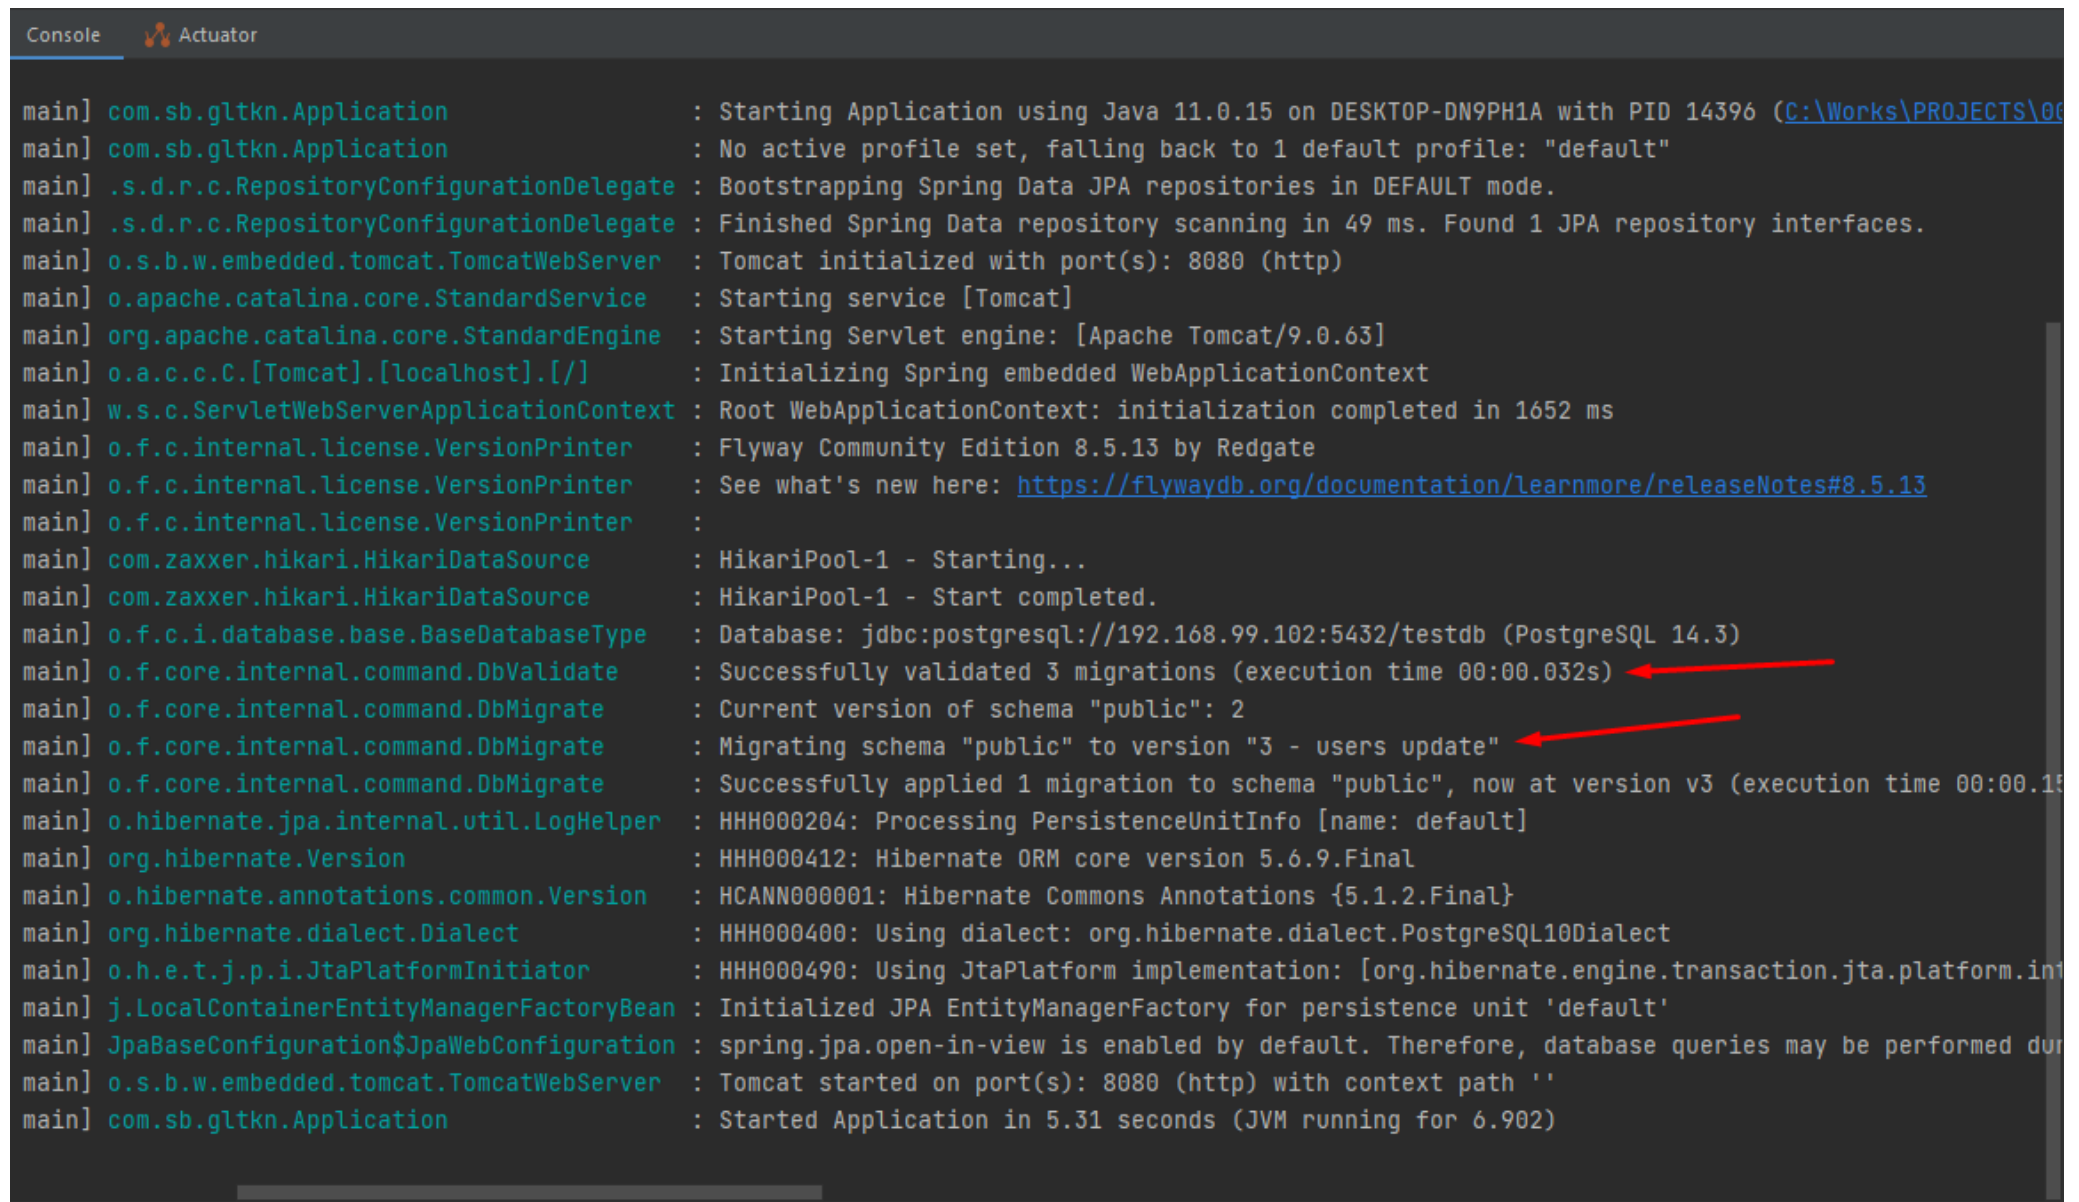 Console Actuator
main] com.sb.gltkn.Application : Starting Application using Java 11.0.15 on DESKTOP-DN9PH1A with PID 14396 (C:\Works\PROJECTS\00
main] com.sb.gltkn.Application : No active profile set, falling back to 1 default profile: "default"
main] .s.d.r.c.RepositoryConfigurationDelegate : Bootstrapping Spring Data JPA repositories in DEFAULT mode.
main] .s.d.r.c.RepositoryConfigurationDelegate : Finished Spring Data repository scanning in 49 ms. Found 1 JPA repository interfaces.
main] o.s.b.w.embedded.tomcat.TomcatWebServer : Tomcat initialized with port(s): 8080 (http)
main] o.apache.catalina.core.StandardService : Starting service [Tomcat]
main] org.apache.catalina.core.StandardEngine : Starting Servlet engine: [Apache Tomcat/9.0.63]
main] o.a.c.c.C.[Tomcat].[localhost].[/] : Initializing Spring embedded WebApplicationContext
main] w.s.c.ServletWebServerApplicationContext : Root WebApplicationContext: initialization completed in 1652 ms
main] o.f.c.internal.license.VersionPrinter : Flyway Community Edition 8.5.13 by Redgate
main] o.f.c.internal.license.VersionPrinter : See what's new here: https://flywaydb.org/documentation/learnmore/releaseNotes#8.5.13
main] o.f.c.internal.license.VersionPrinter :
main] com.zaxxer.hikari.HikariDataSource : HikariPool-1 - Starting...
main] com.zaxxer.hikari.HikariDataSource : HikariPool-1 - Start completed.
main] o.f.c.i.database.base.BaseDatabaseType : Database: jdbc:postgresql://192.168.99.102:5432/testdb (PostgreSQL 14.3)
main] o.f.core.internal.command.DbValidate : Successfully validated 3 migrations (execution time 00:00.032s)
main] o.f.core.internal.command.DbMigrate : Current version of schema "public": 2
main] o.f.core.internal.command.DbMigrate : Migrating schema "public" to version "3 - users update"
main] o.f.core.internal.command.DbMigrate : Successfully applied 1 migration to schema "public", now at version v3 (execution time 00:00.15
main] o.hibernate.jpa.internal.util.LogHelper : HHH000204: Processing PersistenceUnitInfo [name: default]
main] org.hibernate.Version : HHH000412: Hibernate ORM core version 5.6.9.Final
main] o.hibernate.annotations.common.Version : HCANN000001: Hibernate Commons Annotations {5.1.2.Final}
main] org.hibernate.dialect.Dialect : HHH000400: Using dialect: org.hibernate.dialect.PostgreSQL10Dialect
main] o.h.e.t.j.p.i.JtaPlatformInitiator : HHH000490: Using JtaPlatform implementation: [org.hibernate.engine.transaction.jta.platform.int
main] j.LocalContainerEntityManagerFactoryBean : Initialized JPA EntityManagerFactory for persistence unit 'default'
main] JpaBaseConfiguration$JpaWebConfiguration : spring.jpa.open-in-view is enabled by default. Therefore, database queries may be performed dur
main] o.s.b.w.embedded.tomcat.TomcatWebServer : Tomcat started on port(s): 8080 (http) with context path ''
main] com.sb.gltkn.Application : Started Application in 5.31 seconds (JVM running for 6.902)